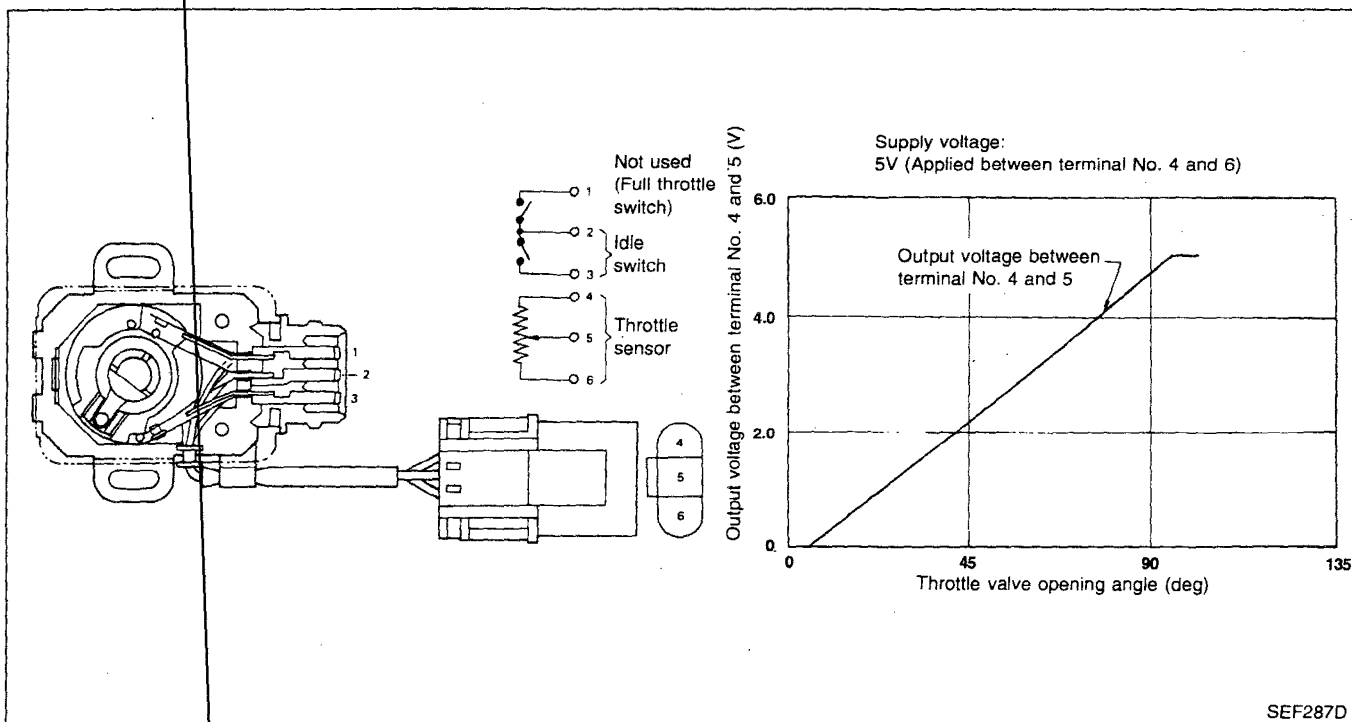 Not used
(Full throttle
switch)
1
2
Idle
switch
3
4
Throttle
5
sensor
6
1
2
3
4
5
6
Supply voltage:
5V (Applied between terminal No. 4 and 6)
Output voltage between terminal No. 4 and 5 (V)
6.0
4.0
2.0
0
Output voltage between
terminal No. 4 and 5
0 45 90 135
Throttle valve opening angle (deg)
SEF287D